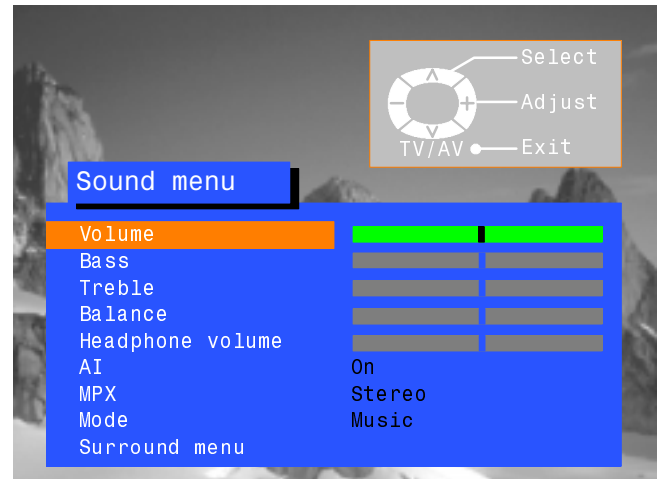 Select
Adjust
TV/AV Exit
Sound menu
Volume
Bass
Treble
Balance
Headphone volume
AI On
MPX Stereo
Mode Music
Surround menu